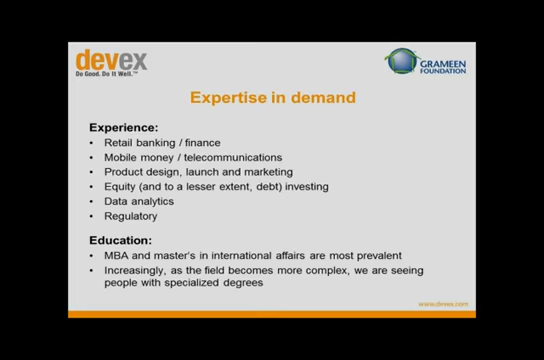 devex
Do Good. Do It Well.™
GRAMEEN
FOUNDATION
Expertise in demand
Experience:
• Retail banking / finance
• Mobile money / telecommunications
• Product design, launch and marketing
• Equity (and to a lesser extent, debt) investing
• Data analytics
• Regulatory
Education:
• MBA and master's in international affairs are most prevalent
• Increasingly, as the field becomes more complex, we are seeing
people with specialized degrees
www.devex.com